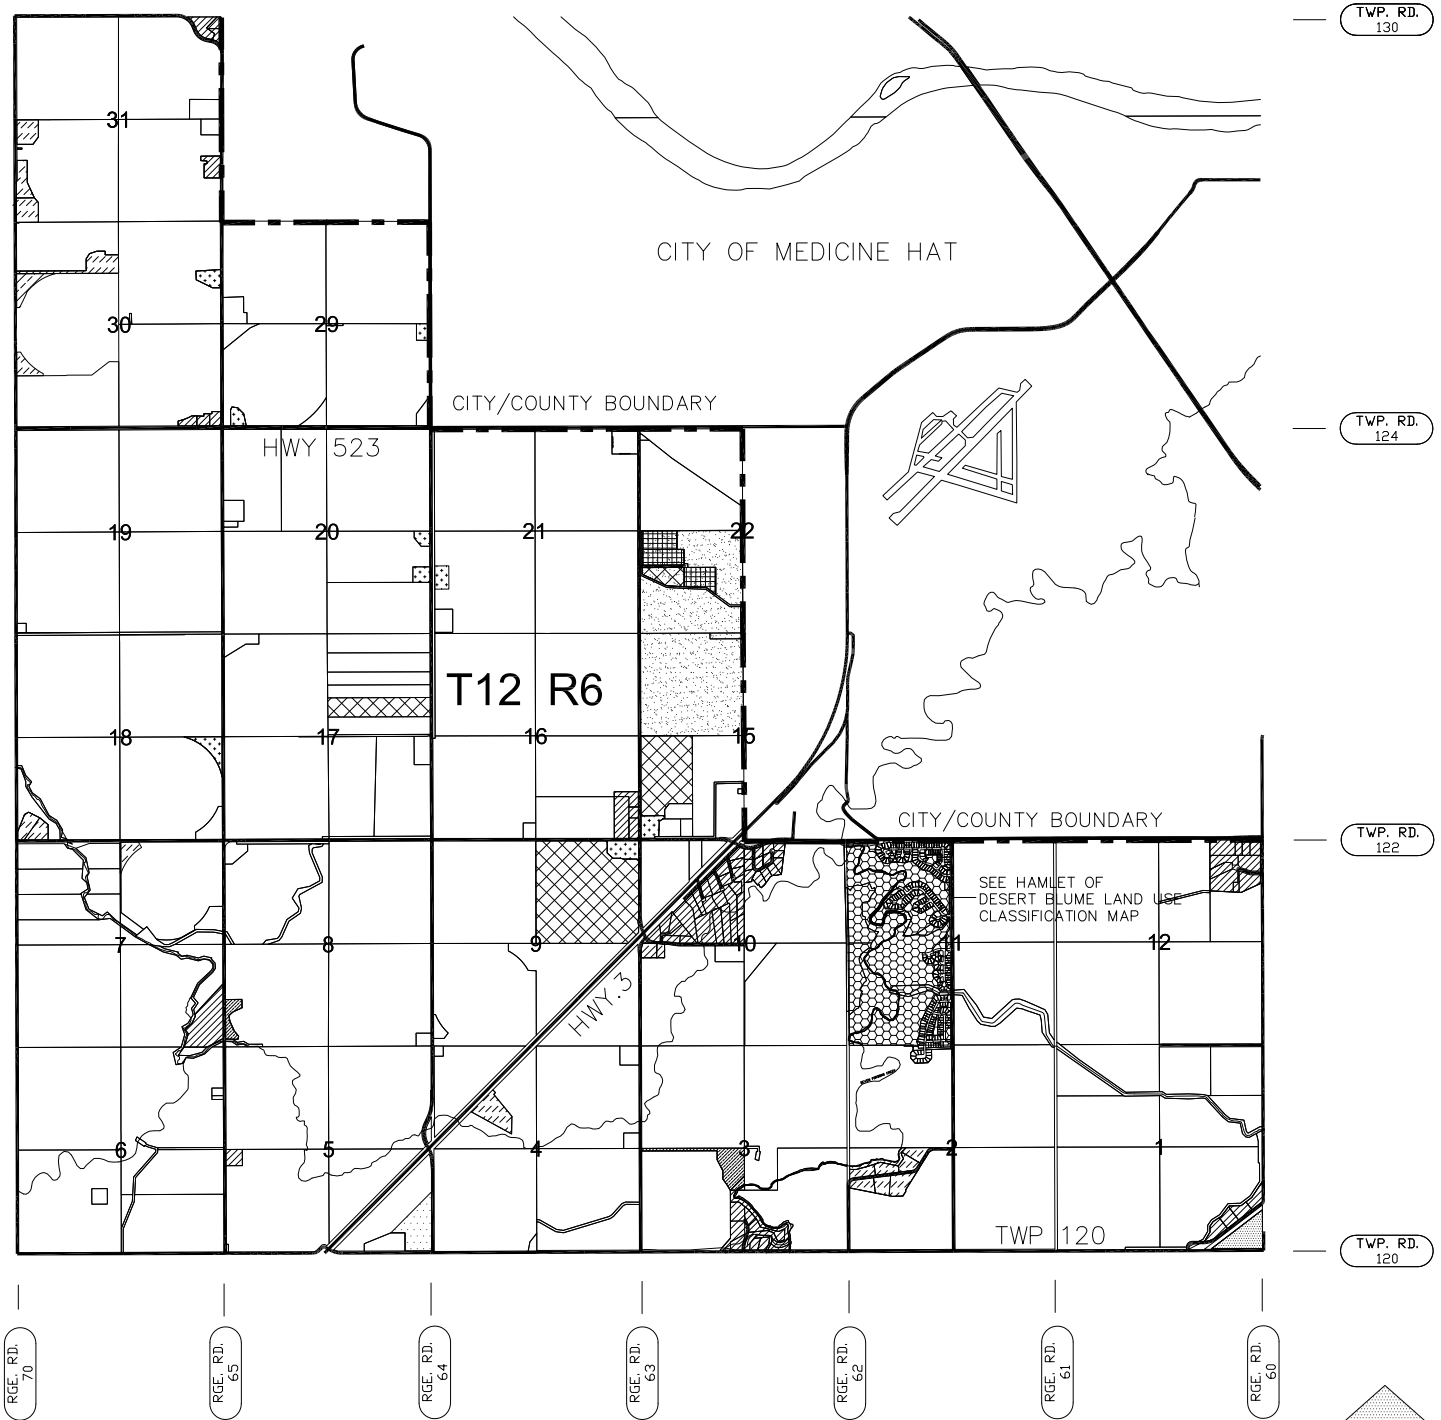 TWP. RD.
130
31
CITY OF MEDICINE HAT
30
29
CITY/COUNTY BOUNDARY
TWP. RD.
124
HWY 523
19
20
21
22
T12 R6
18
17
16
15
CITY/COUNTY BOUNDARY
TWP. RD.
122
SEE HAMLET OF
DESERT BLUME LAND USE
CLASSIFICATION MAP
7
8
9
10
11
12
HWY.3
6
5
4
3
2
1
TWP 120
TWP. RD.
120
RGE. RD.
70
RGE. RD.
65
RGE. RD.
64
RGE. RD.
63
RGE. RD.
62
RGE. RD.
61
RGE. RD.
60